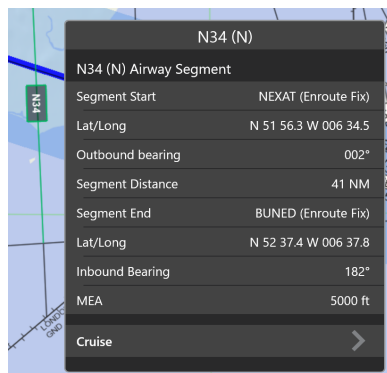 N34 (N)
N34 (N) Airway Segment
Segment Start NEXAT (Enroute Fix)
Lat/Long N 51 56.3 W 006 34.5
Outbound bearing 002°
Segment Distance 41 NM
Segment End BUNED (Enroute Fix)
Lat/Long N 52 37.4 W 006 37.8
Inbound Bearing 182°
MEA 5000 ft
Cruise
N34
LONDO
GND